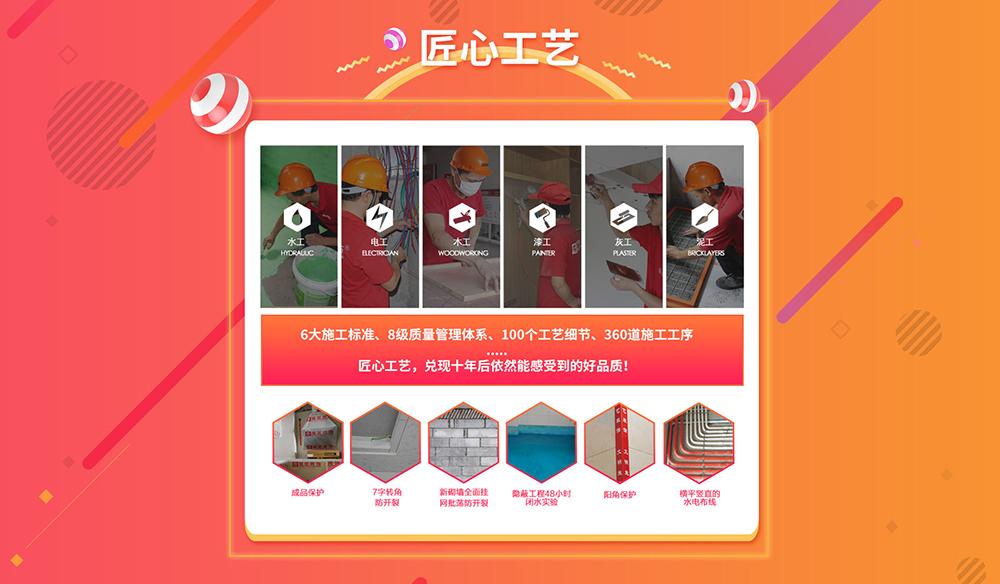 匠心工艺
水工
HYDRAULIC
电工
ELECTRICIAN
木工
WOODWORKING
漆工
PAINTER
灰工
PLASTER
泥工
BRICKLAYERS
6大施工标准、8级质量管理体系、100个工艺细节、360道施工工序
.....
匠心工艺，兑现十年后依然能感受到的好品质！
成品保护
7字转角
防开裂
新砌墙全面挂
网批荡防开裂
隐蔽工程48小时
闭水实验
阳角保护
横平竖直的
水电布线